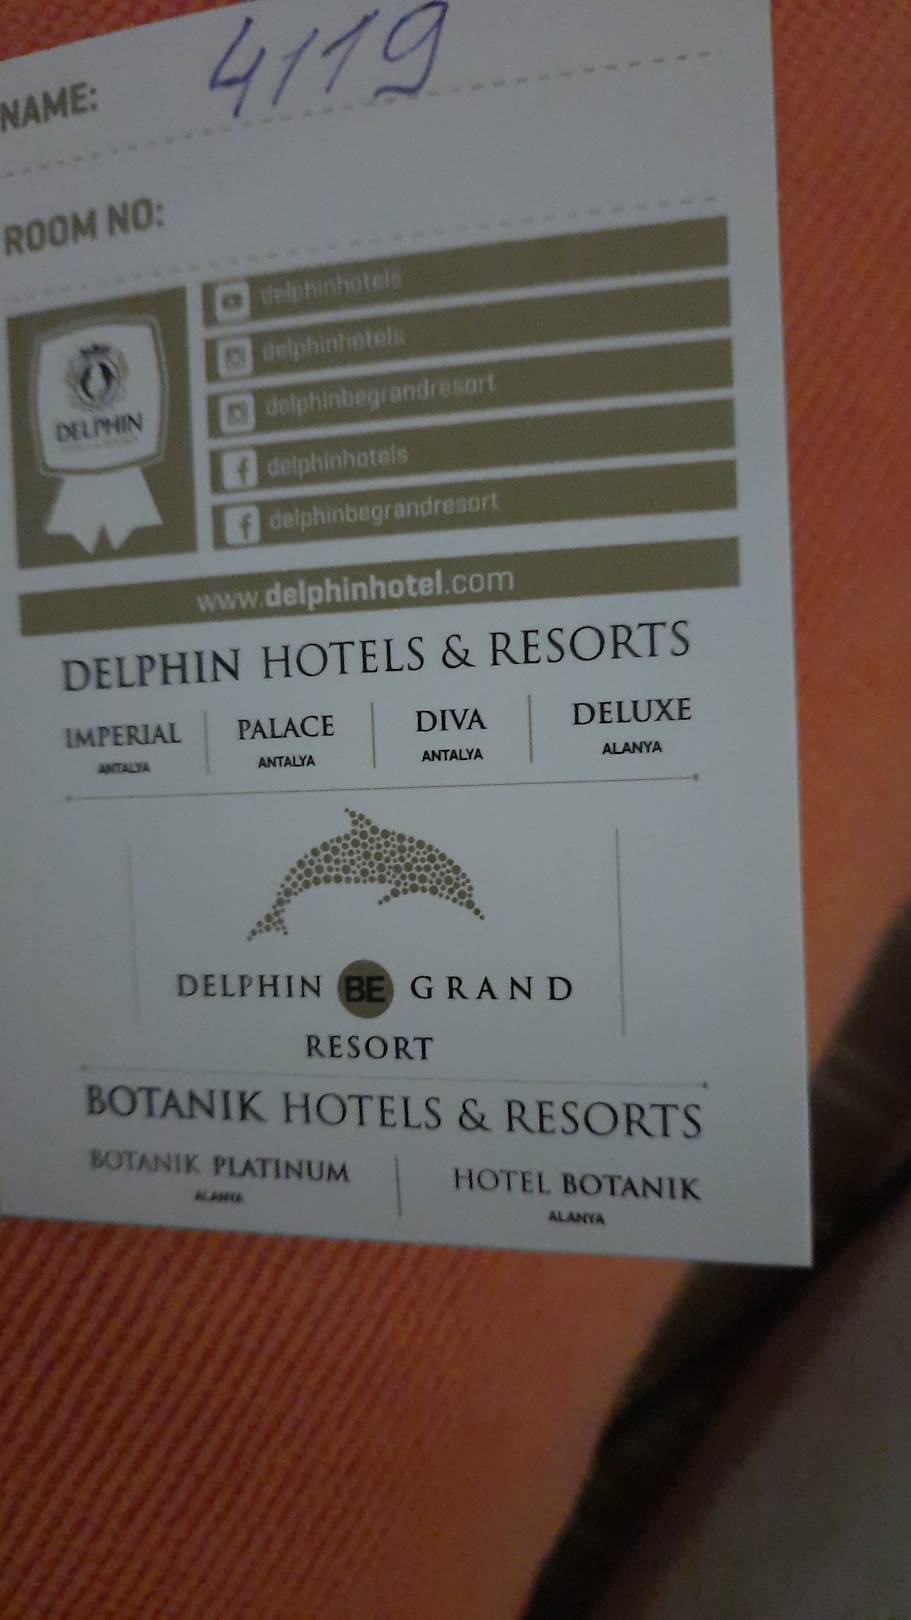 NAME: 4119
ROOM NO:
delphinhotels
delphinhotels
delphinbegrandresort
delphinhotels
delphinbegrandresort
DELPHIN
www.delphinhotel.com
DELPHIN HOTELS & RESORTS
IMPERIAL PALACE DIVA DELUXE
ANTALYA ANTALYA ANTALYA ALANYA
DELPHIN BE GRAND
RESORT
BOTANIK HOTELS & RESORTS
BOTANIK PLATINUM HOTEL BOTANIK
ALANYA ALANYA